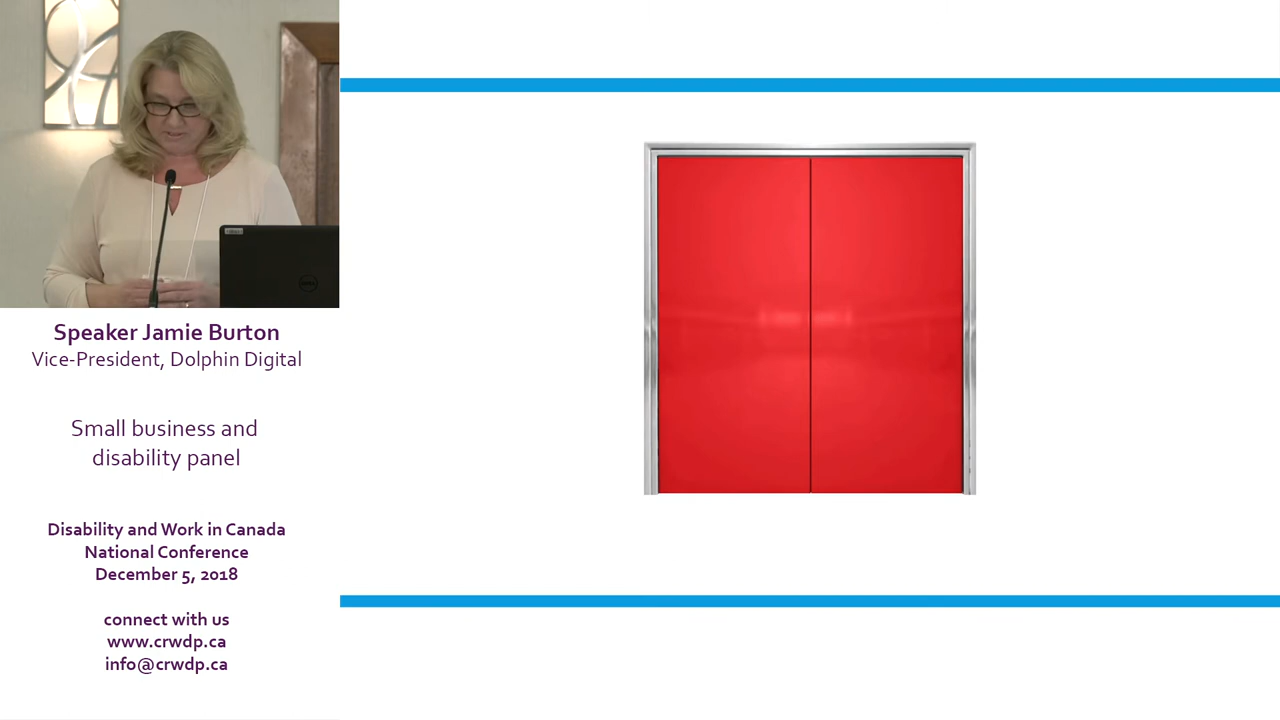 Speaker Jamie Burton
Vice-President, Dolphin Digital
Small business and
disability panel
Disability and Work in Canada
National Conference
December 5, 2018
connect with us
www.crwdp.ca
info@crwdp.ca